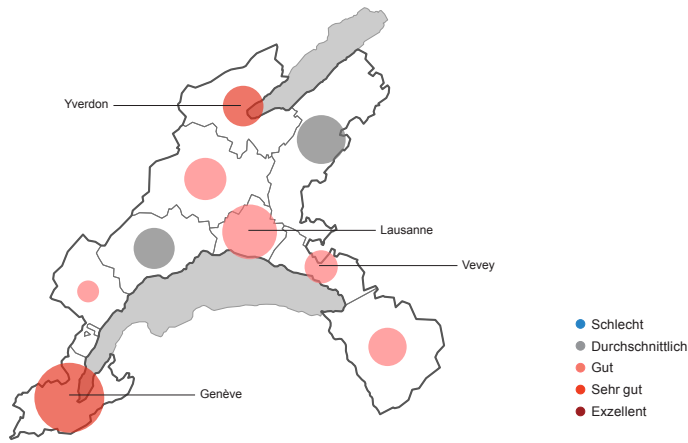 Yverdon
Lausanne
Vevey
Genève
Schlecht
Durchschnittlich
Gut
Sehr gut
Exzellent